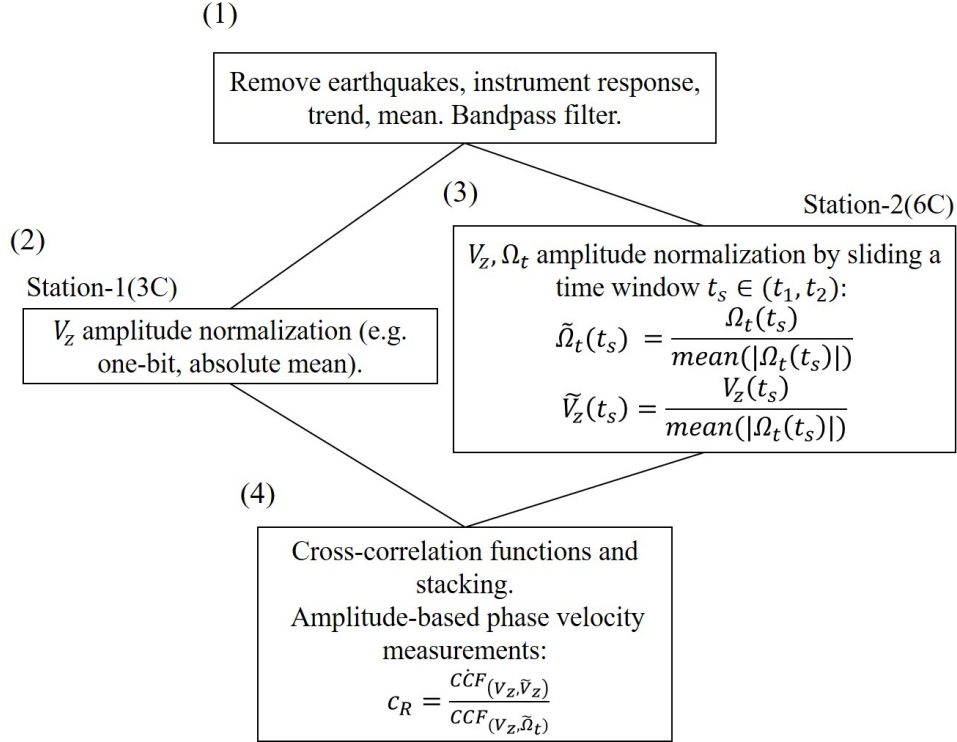 (1)
Remove earthquakes, instrument response,
trend, mean. Bandpass filter.
(2)
Station-1(3C)
V_z amplitude normalization (e.g.
one-bit, absolute mean).
(3)
Station-2(6C)
V_z, Ω_t amplitude normalization by sliding a
time window t_s ∈ (t_1, t_2):
Ω̃_t(t_s) = Ω_t(t_s) / mean(|Ω_t(t_s)|)
Ṽ_z(t_s) = V_z(t_s) / mean(|Ω_t(t_s)|)
(4)
Cross-correlation functions and
stacking.
Amplitude-based phase velocity
measurements:
c_R = CĊF_(V_z,Ṽ_z) / CCF_(V_z,Ω̃_t)